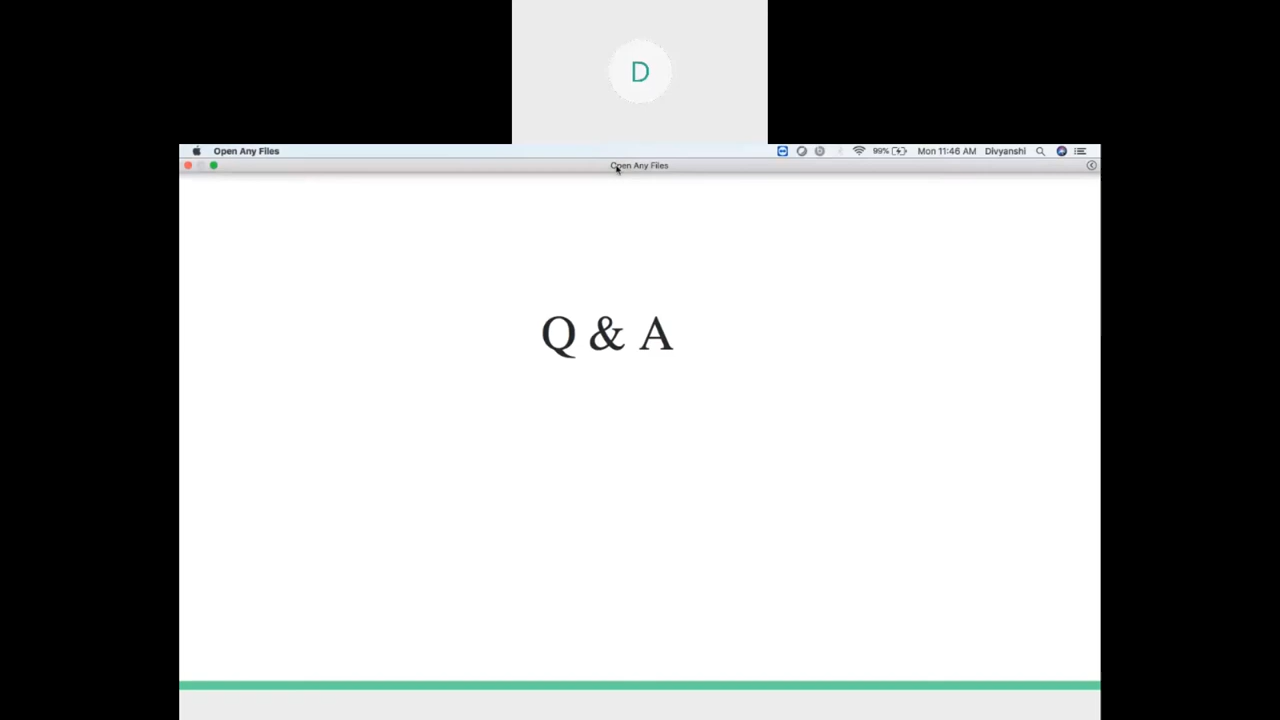 D
Open Any Files
99%
Mon 11:46 AM
Divyanshi
Open Any Files
Q & A